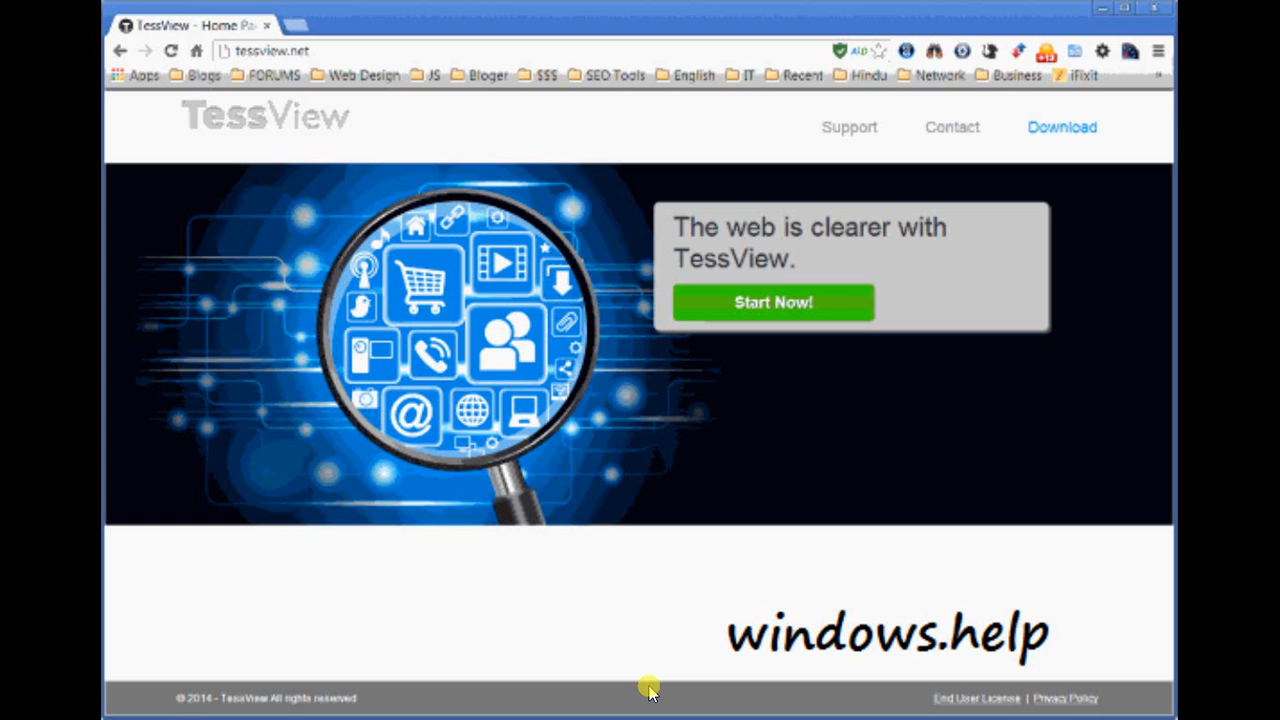 TessView - Home Pa
tessview.net
Apps Blogs FORUMS Web Design JS Bloger $$$ SEO Tools English IT Recent Hindu Network Business iFixit »
TessView
Support Contact Download
The web is clearer with
TessView.
Start Now!
@
windows.help
© 2014 - TessView All rights reserved
End User License | Privacy Policy